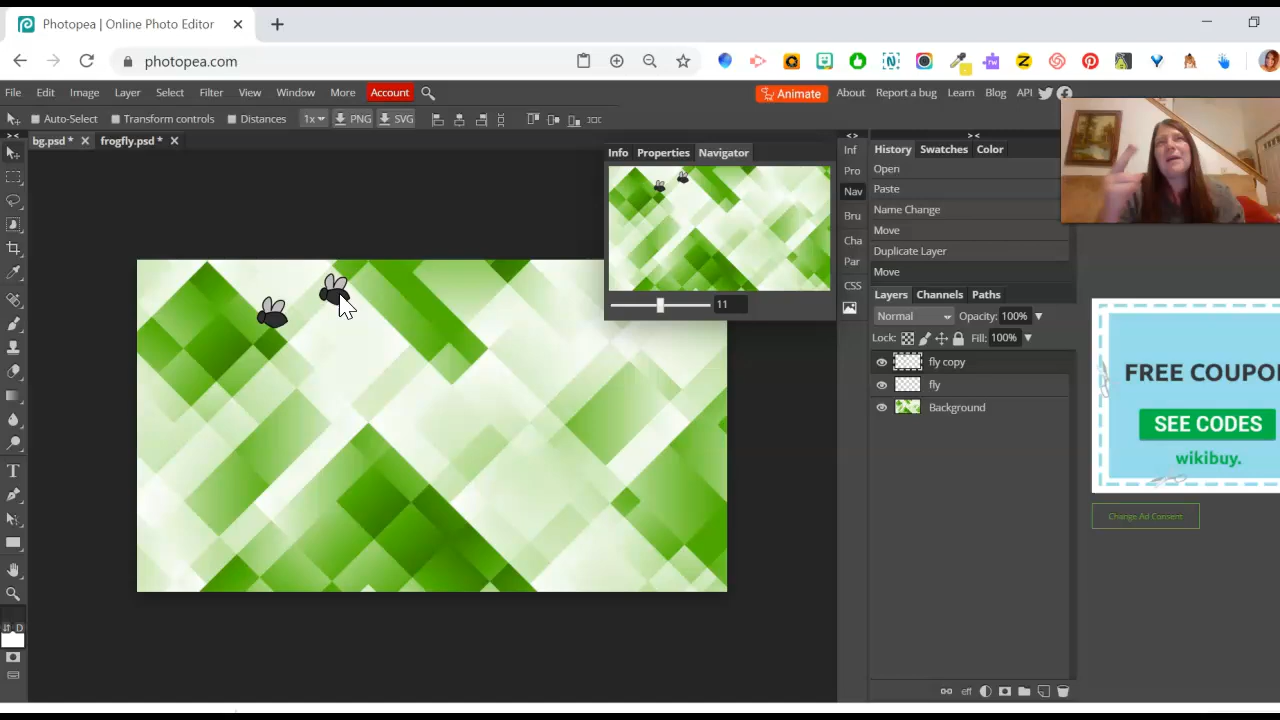 Photopea | Online Photo Editor
photopea.com
File Edit Image Layer Select Filter View Window More Account
Animate About Report a bug Learn Blog API
Auto-Select Transform controls Distances 1x PNG SVG
bg.psd * frogfly.psd *
Info Properties Navigator
11
Inf
Pro
Nav
Bru
Cha
Par
CSS
History Swatches Color
Open
Paste
Name Change
Move
Duplicate Layer
Move
Layers Channels Paths
Normal Opacity: 100%
Lock: Fill: 100%
fly copy
fly
Background
eff
T
D
FREE COUPO
SEE CODES
wikibuy.
Change Ad Consent